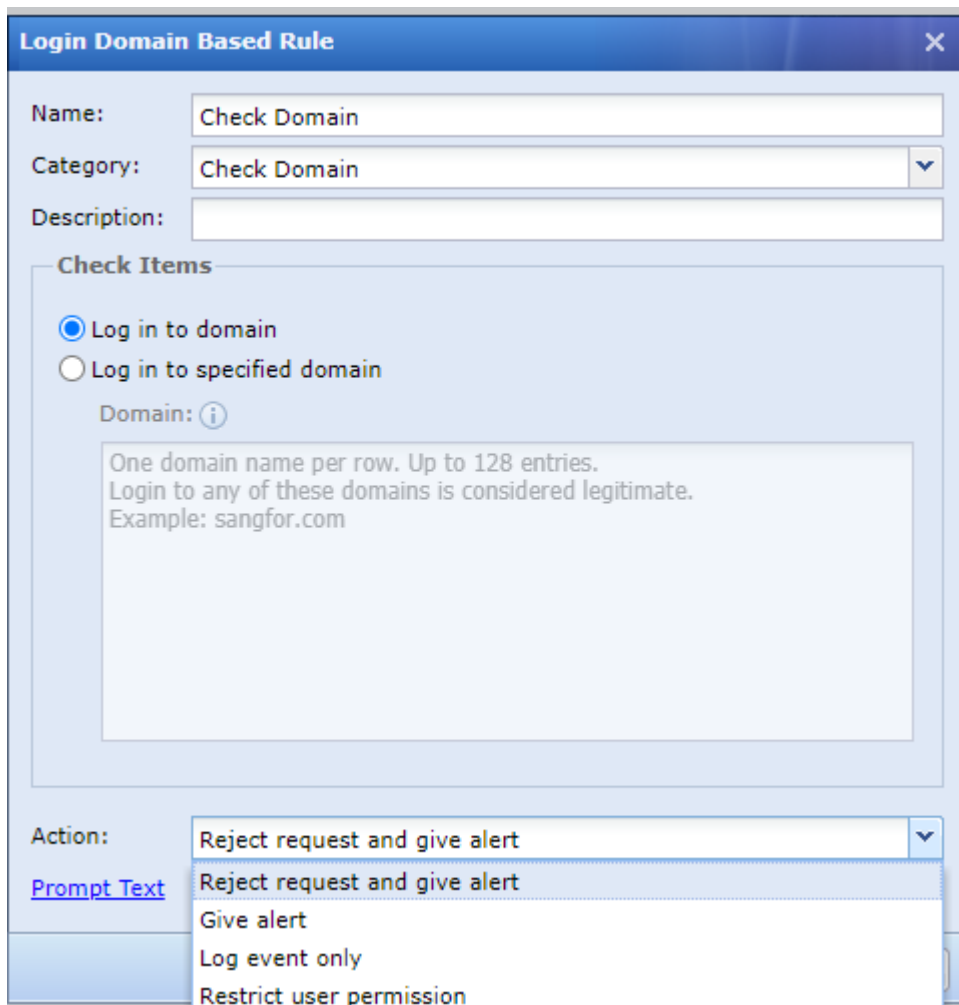 Login Domain Based Rule
Name: Check Domain
Category: Check Domain
Description:
Check Items
Log in to domain
Log in to specified domain
Domain:
One domain name per row. Up to 128 entries.
Login to any of these domains is considered legitimate.
Example: sangfor.com
Action: Reject request and give alert
Prompt Text
Reject request and give alert
Give alert
Log event only
Restrict user permission